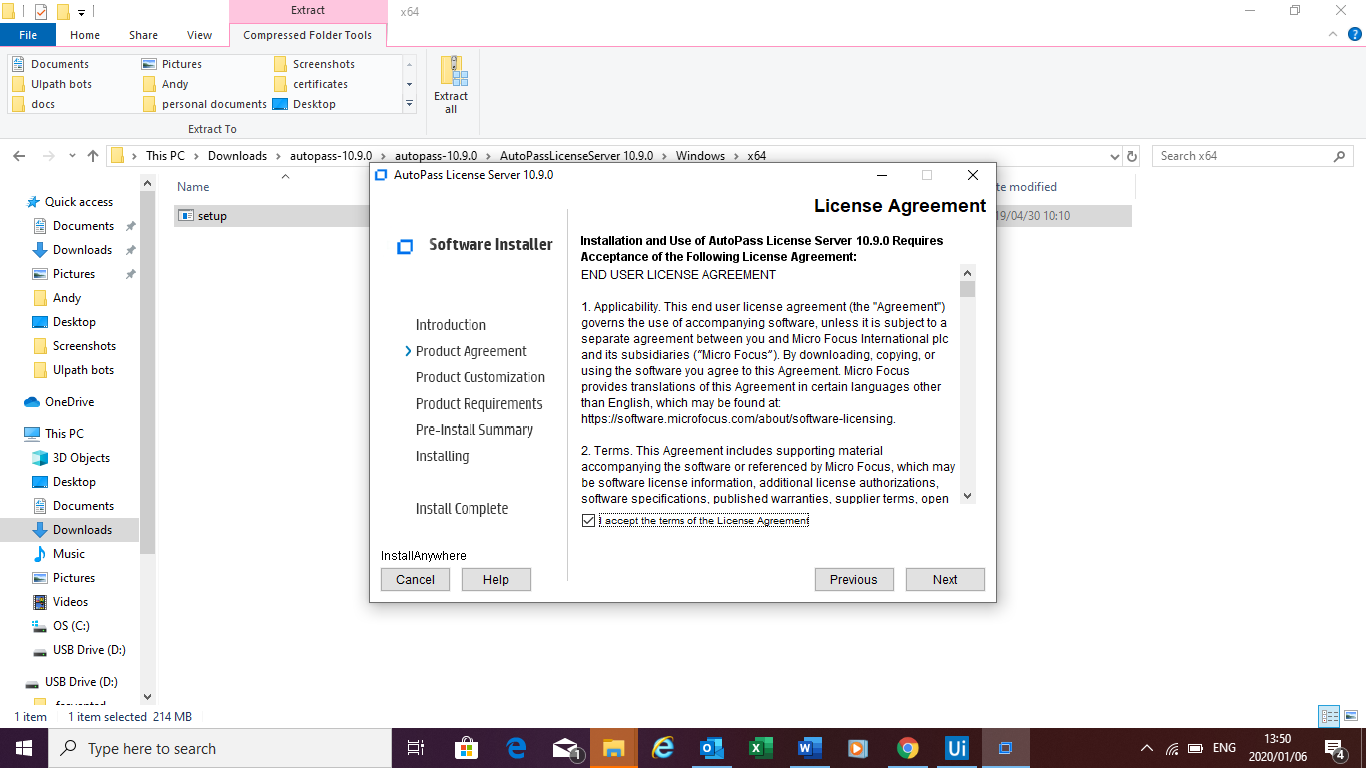 Extract
x64
File
Home
Share
View
Compressed Folder Tools
Documents
Pictures
Screenshots
UIpath bots
Andy
certificates
docs
personal documents
Desktop
Extract To
Extract
all
This PC
Downloads
autopass-10.9.0
autopass-10.9.0
AutoPassLicenseServer 10.9.0
Windows
x64
Search x64
Name
te modified
setup
19/04/30 10:10
Quick access
Documents
Downloads
Pictures
Andy
Desktop
Screenshots
UIpath bots
OneDrive
This PC
3D Objects
Desktop
Documents
Downloads
Music
Pictures
Videos
OS (C:)
USB Drive (D:)
USB Drive (D:)
AutoPass License Server 10.9.0
License Agreement
Software Installer
Introduction
Product Agreement
Product Customization
Product Requirements
Pre-Install Summary
Installing
Install Complete
Installation and Use of AutoPass License Server 10.9.0 Requires
Acceptance of the Following License Agreement:
END USER LICENSE AGREEMENT
1. Applicability. This end user license agreement (the "Agreement")
governs the use of accompanying software, unless it is subject to a
separate agreement between you and Micro Focus International plc
and its subsidiaries ("Micro Focus"). By downloading, copying, or
using the software you agree to this Agreement. Micro Focus
provides translations of this Agreement in certain languages other
than English, which may be found at:
https://software.microfocus.com/about/software-licensing.
2. Terms. This Agreement includes supporting material
accompanying the software or referenced by Micro Focus, which may
be software license information, additional license authorizations,
software specifications, published warranties, supplier terms, open
I accept the terms of the License Agreement
InstallAnywhere
Cancel
Help
Previous
Next
1 item
1 item selected 214 MB
Type here to search
1
Ui
ENG
13:50
2020/01/06
4